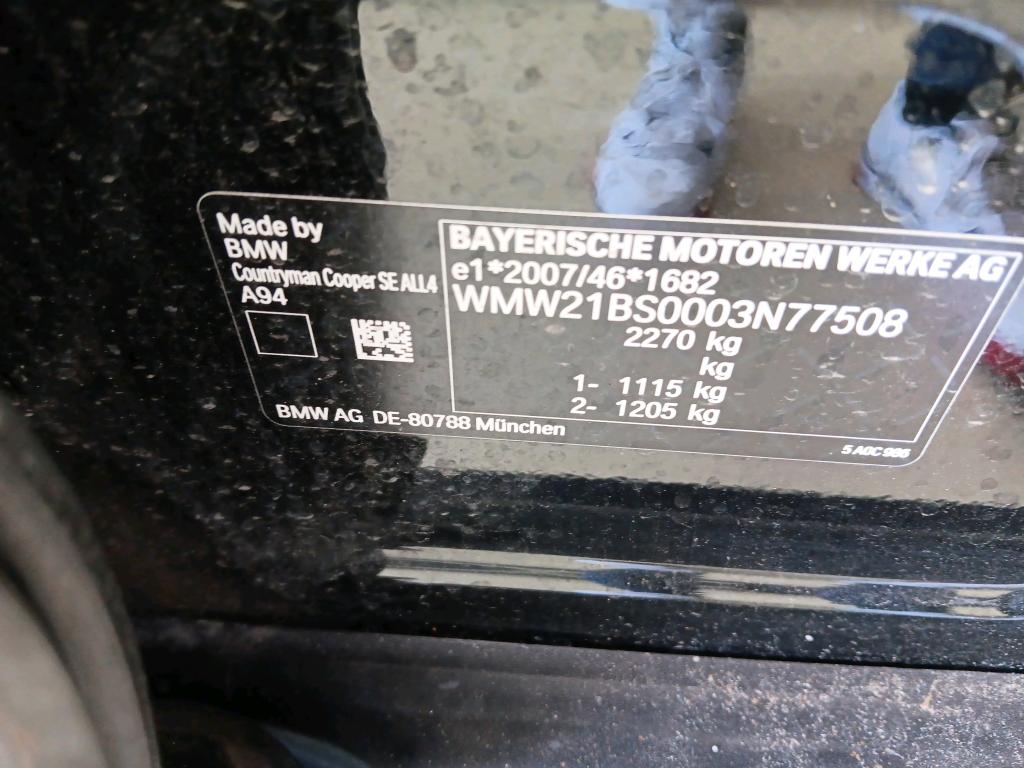 Made by
BMW
Countryman Cooper SE ALL4
A94
BAYERISCHE MOTOREN WERKE AG
e1*2007/46*1682
WMW21BS0003N77508
2270 kg
kg
1- 1115 kg
2- 1205 kg
BMW AG DE-80788 München
5 A0C 986